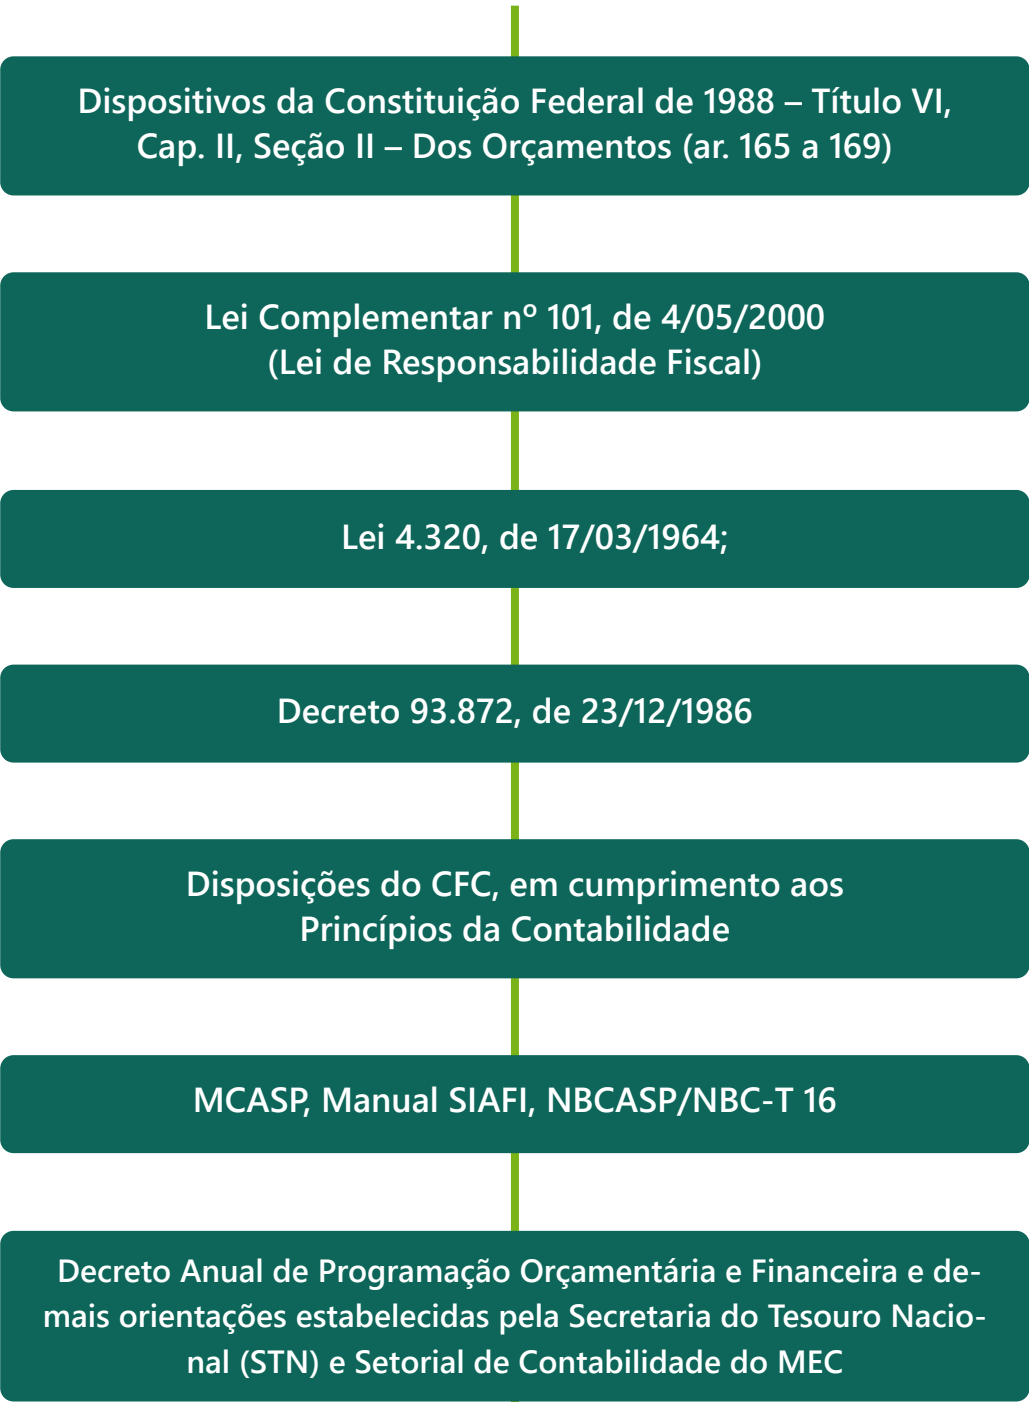 Dispositivos da Constituição Federal de 1988 – Título VI,
Cap. II, Seção II – Dos Orçamentos (ar. 165 a 169)
Lei Complementar nº 101, de 4/05/2000
(Lei de Responsabilidade Fiscal)
Lei 4.320, de 17/03/1964;
Decreto 93.872, de 23/12/1986
Disposições do CFC, em cumprimento aos
Princípios da Contabilidade
MCASP, Manual SIAFI, NBCASP/NBC-T 16
Decreto Anual de Programação Orçamentária e Financeira e de-
mais orientações estabelecidas pela Secretaria do Tesouro Nacio-
nal (STN) e Setorial de Contabilidade do MEC